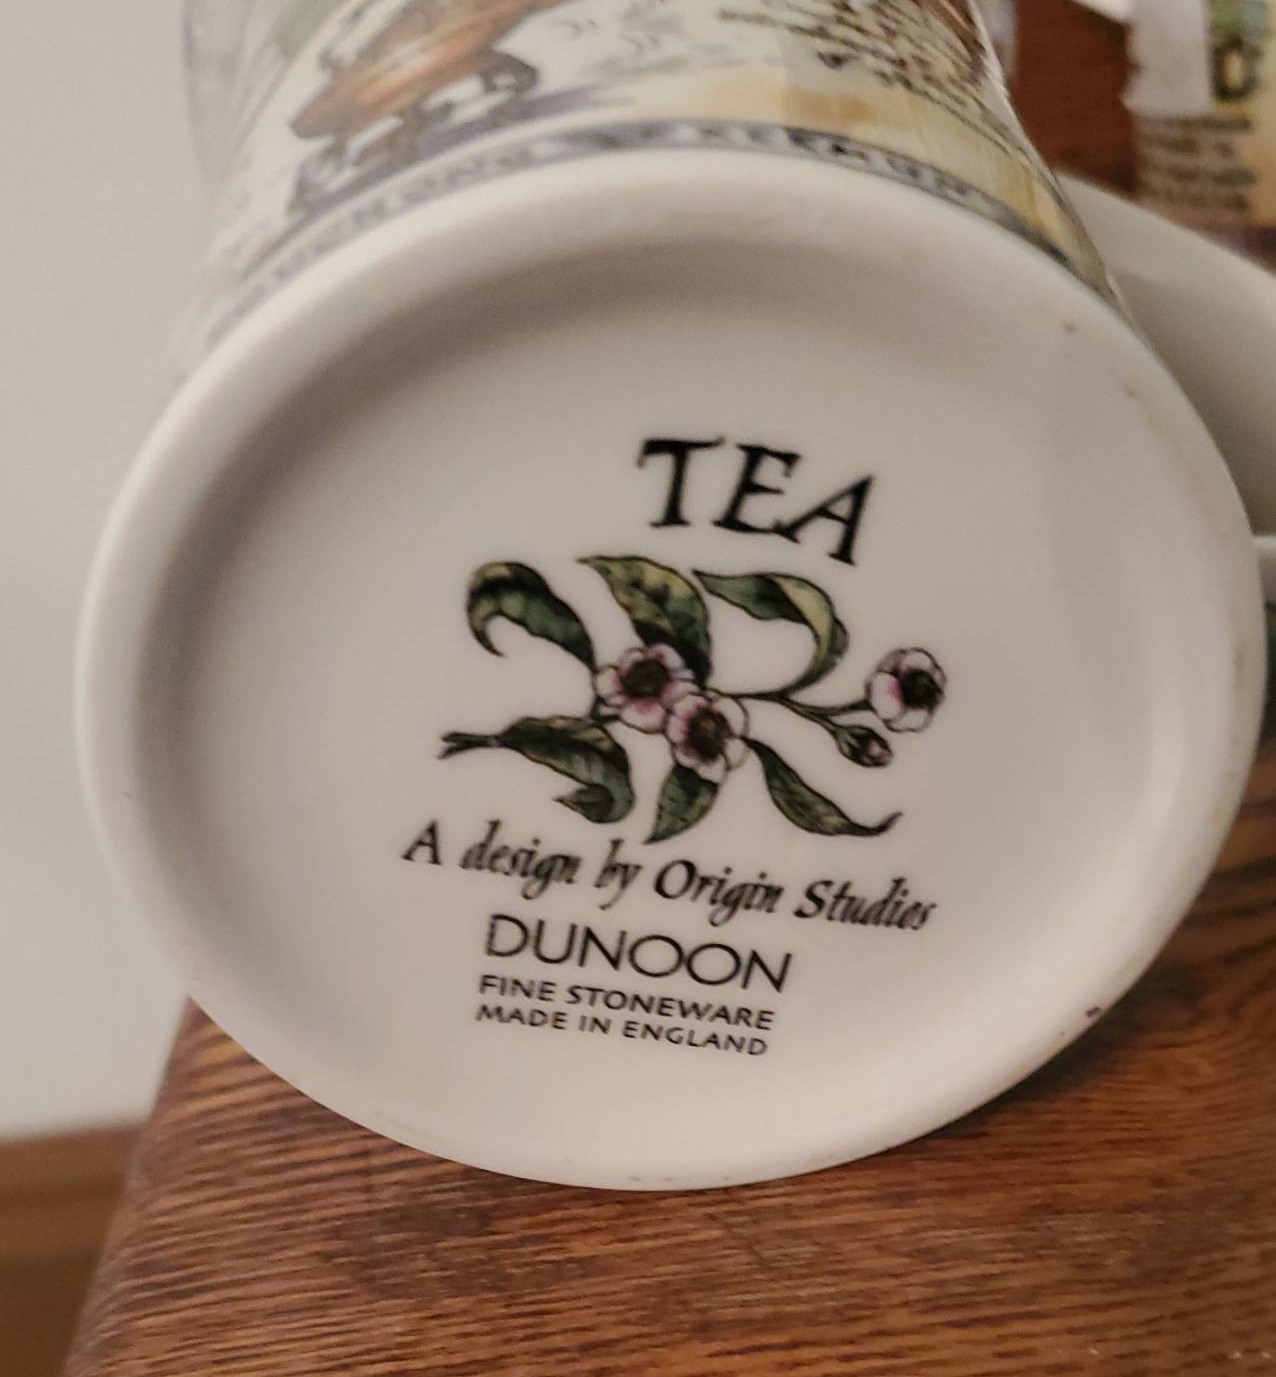 TEA
A design by Origin Studios
DUNOON
FINE STONEWARE
MADE IN ENGLAND